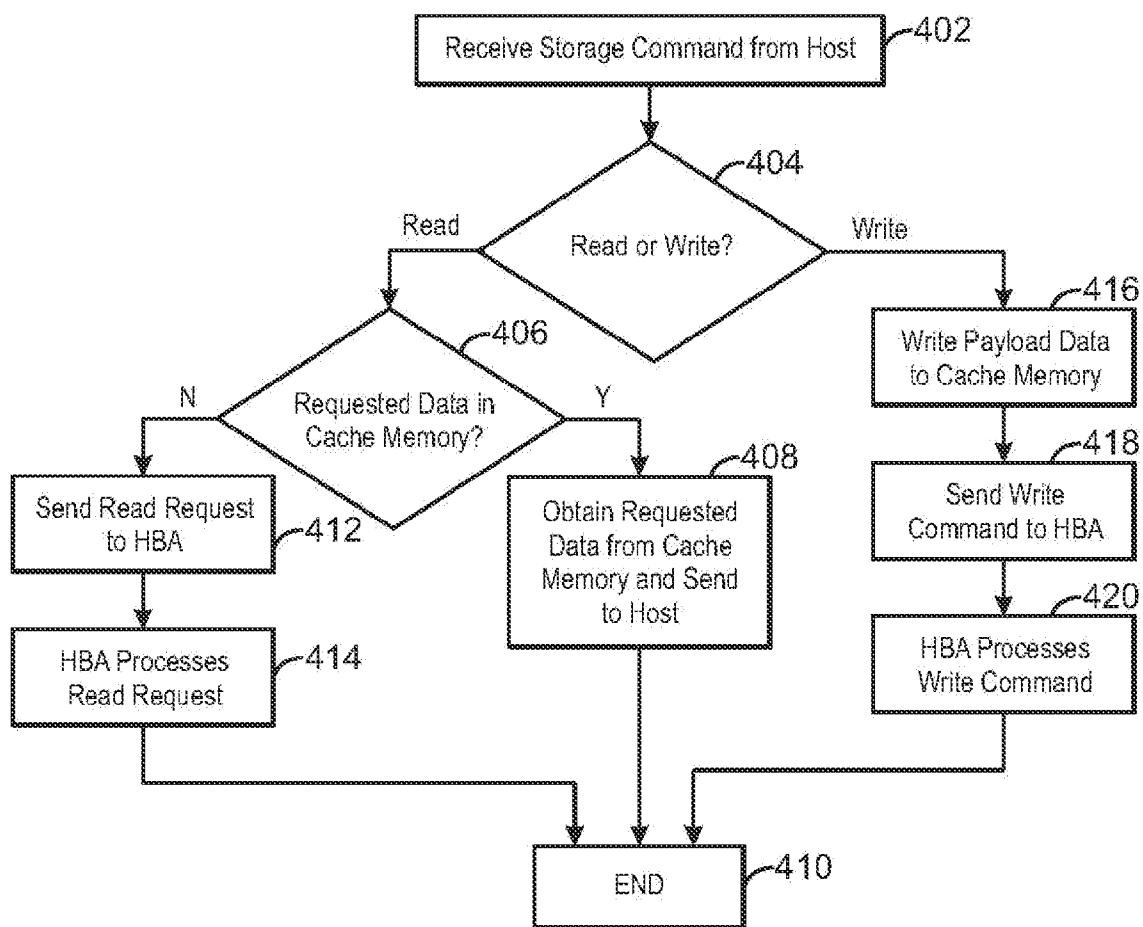 Receive Storage Command from Host
402
404
Read or Write?
Read
Write
416
Write Payload Data
to Cache Memory
406
Requested Data in
Cache Memory?
N
Y
408
Obtain Requested
Data from Cache
Memory and Send
to Host
418
Send Write
Command to HBA
Send Read Request
to HBA
412
420
HBA Processes
Write Command
HBA Processes
Read Request
414
END
410